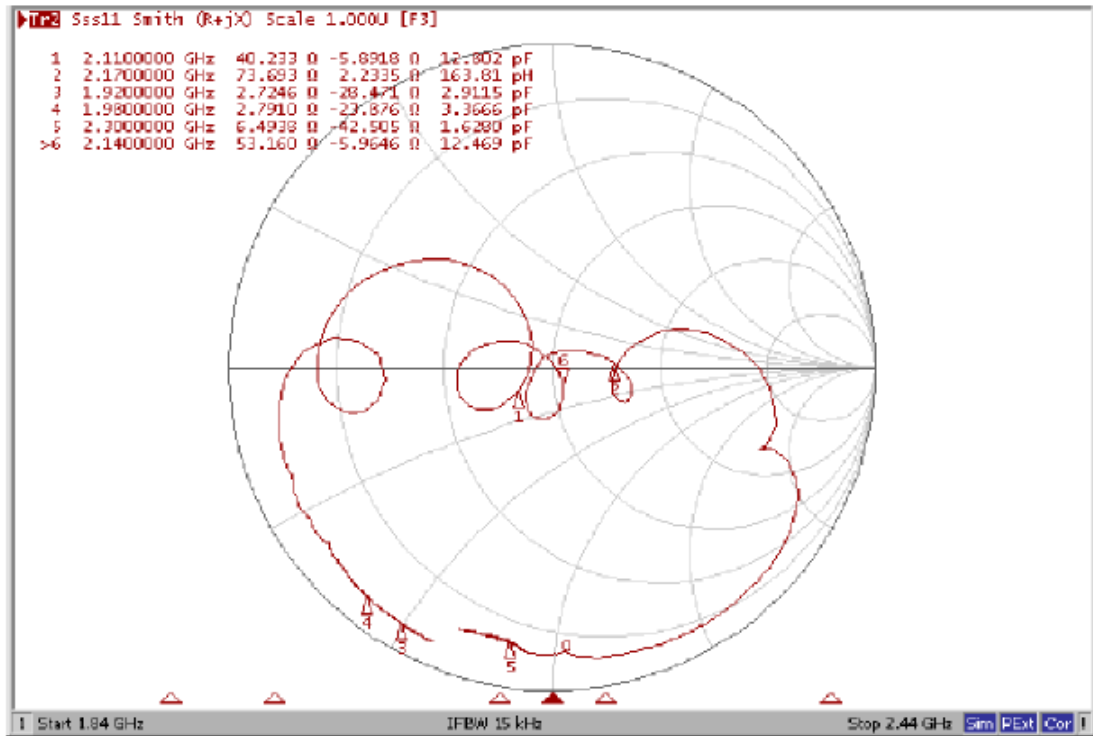 Tr2 Sss11 Smith (R+jX) Scale 1.000U [F3]
1 2.1100000 GHz 40.233 Ω -5.8918 Ω 12.802 pF
2 2.1700000 GHz 73.693 Ω 2.2335 Ω 163.81 pH
3 1.9200000 GHz 2.7246 Ω -28.471 Ω 2.9115 pF
4 1.9800000 GHz 2.7910 Ω -23.876 Ω 3.3666 pF
5 2.3000000 GHz 6.4938 Ω -42.505 Ω 1.6280 pF
>6 2.1400000 GHz 53.160 Ω -5.9646 Ω 12.469 pF
6
2
1
4
3
5
1 Start 1.84 GHz IFBW 15 kHz Stop 2.44 GHz Sim PExt Cor !